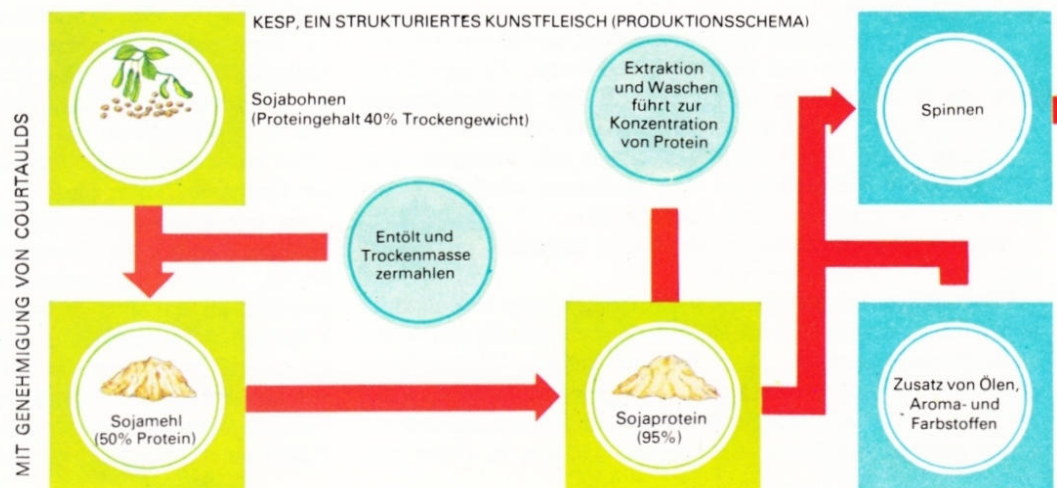 KESP, EIN STRUKTURIERTES KUNSTFLEISCH (PRODUKTIONSSCHEMA)
Sojabohnen
(Proteingehalt 40% Trockengewicht)
Extraktion
und Waschen
führt zur
Konzentration
von Protein
Spinnen
Entölt und
Trockenmasse
zermahlen
Sojamehl
(50% Protein)
Sojaprotein
(95%)
Zusatz von Ölen,
Aroma- und
Farbstoffen
MIT GENEHMIGUNG VON COURTAULDS